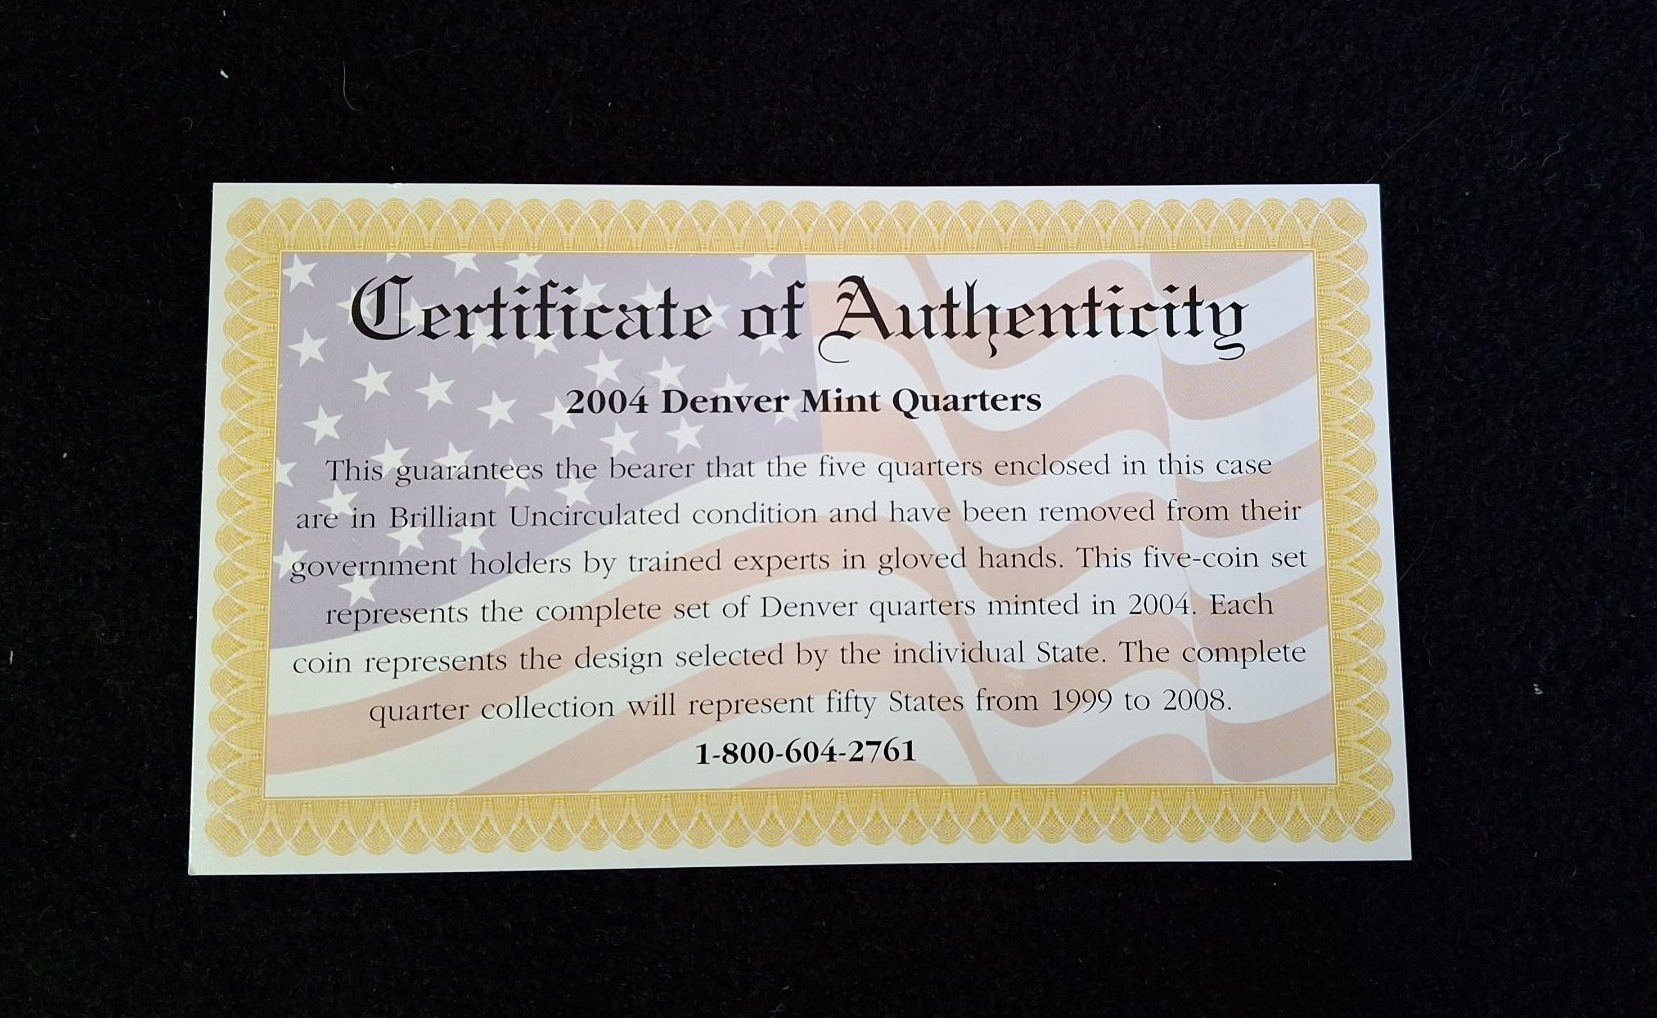 Certificate of Authenticity
2004 Denver Mint Quarters
This guarantees the bearer that the five quarters enclosed in this case
are in Brilliant Uncirculated condition and have been removed from their
government holders by trained experts in gloved hands. This five-coin set
represents the complete set of Denver quarters minted in 2004. Each
coin represents the design selected by the individual State. The complete
quarter collection will represent fifty States from 1999 to 2008.
1-800-604-2761